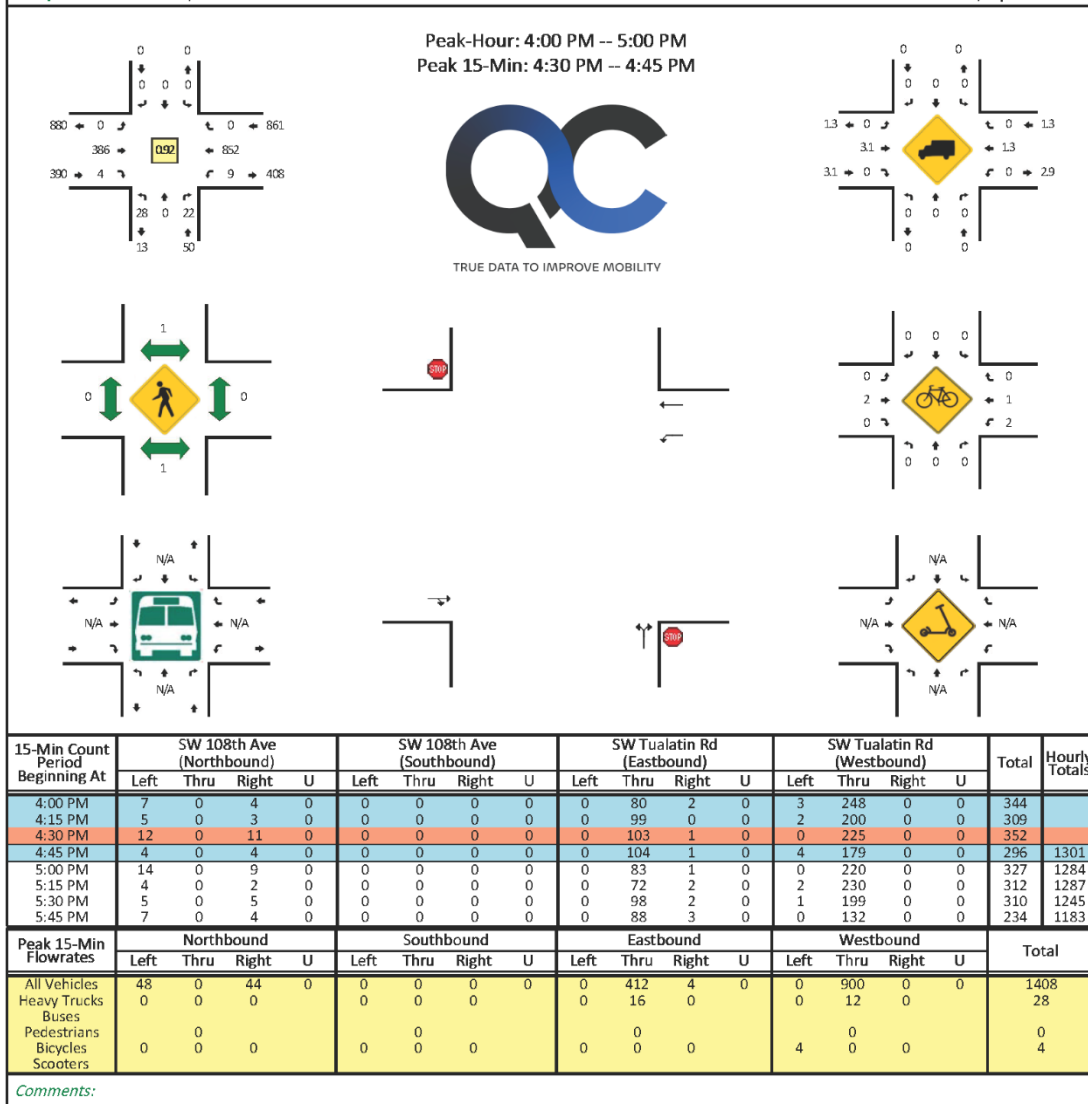 Peak-Hour: 4:00 PM -- 5:00 PM
Peak 15-Min: 4:30 PM -- 4:45 PM
0 0
0 0 0
880 0 0 861
386 0.92 852
390 4 9 408
28 0 22
13 50
QC
TRUE DATA TO IMPROVE MOBILITY
0 0
0 0 0
1.3 0 0 1.3
3.1 1.3
3.1 0 0 2.9
0 0 0
0 0
1
0 0
1
STOP
0 0 0
0 0
2 1
0 2
0 0 0
N/A
N/A N/A
N/A
STOP
N/A
N/A N/A
N/A
15-Min Count Period Beginning At SW 108th Ave (Northbound) SW 108th Ave (Southbound) SW Tualatin Rd (Eastbound) SW Tualatin Rd (Westbound) Total Hourly Totals
Left Thru Right U Left Thru Right U Left Thru Right U Left Thru Right U
4:00 PM 7 0 4 0 0 0 0 0 0 80 2 0 3 248 0 0 344
4:15 PM 5 0 3 0 0 0 0 0 0 99 0 0 2 200 0 0 309
4:30 PM 12 0 11 0 0 0 0 0 0 103 1 0 0 225 0 0 352
4:45 PM 4 0 4 0 0 0 0 0 0 104 1 0 4 179 0 0 296 1301
5:00 PM 14 0 9 0 0 0 0 0 0 83 1 0 0 220 0 0 327 1284
5:15 PM 4 0 2 0 0 0 0 0 0 72 2 0 2 230 0 0 312 1287
5:30 PM 5 0 5 0 0 0 0 0 0 98 2 0 1 199 0 0 310 1245
5:45 PM 7 0 4 0 0 0 0 0 0 88 3 0 0 132 0 0 234 1183
Peak 15-Min Flowrates Northbound Southbound Eastbound Westbound Total
Left Thru Right U Left Thru Right U Left Thru Right U Left Thru Right U
All Vehicles 48 0 44 0 0 0 0 0 0 412 4 0 0 900 0 0 1408
Heavy Trucks 0 0 0 0 0 0 0 16 0 0 12 0 28
Buses
Pedestrians 0 0 0 0 0
Bicycles 0 0 0 0 0 0 0 0 0 4 0 0 4
Scooters
Comments: